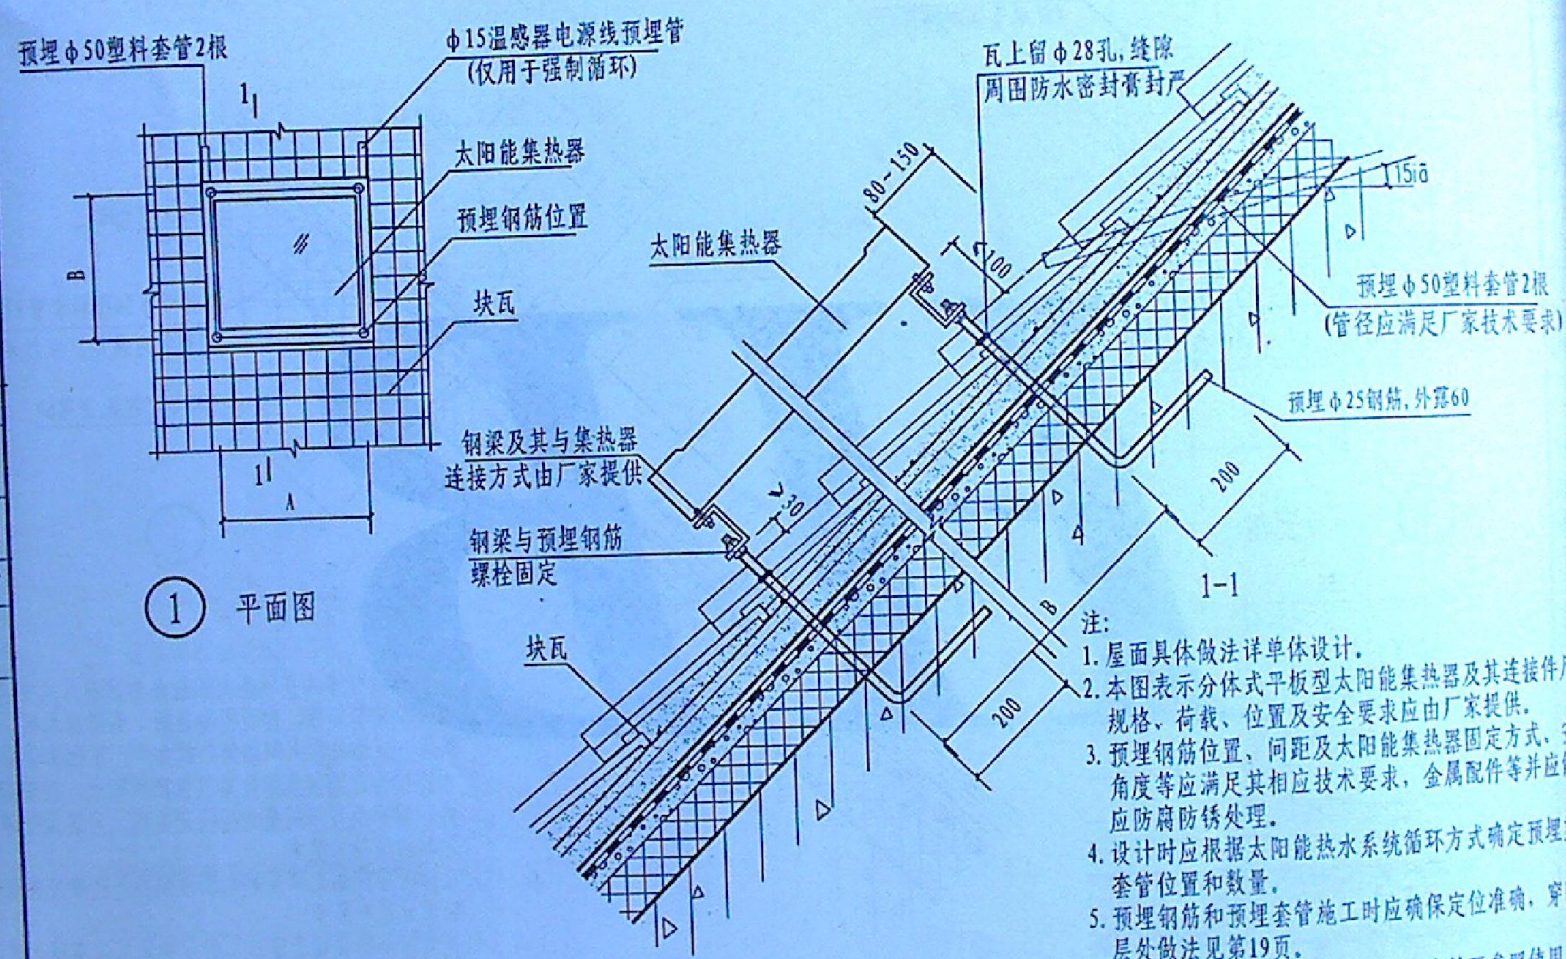 预埋φ50塑料套管2根
φ15温感器电源线预埋管
(仅用于强制循环)
1
太阳能集热器
预埋钢筋位置
块瓦
B
1
A
1 平面图
瓦上留φ28孔,缝隙
周围防水密封膏封严
80~150
太阳能集热器
100
15
预埋φ50塑料套管2根
(管径应满足厂家技术要求)
预埋φ25钢筋,外露60
钢梁及其与集热器
连接方式由厂家提供
30
钢梁与预埋钢筋
螺栓固定
块瓦
200
B
200
1-1
注:
1. 屋面具体做法详单体设计。
2. 本图表示分体式平板型太阳能集热器及其连接件
规格、荷载、位置及安全要求应由厂家提供。
3. 预埋钢筋位置、间距及太阳能集热器固定方式、
角度等应满足其相应技术要求,金属配件等并应
应防腐防锈处理。
4. 设计时应根据太阳能热水系统循环方式确定预埋
套管位置和数量。
5. 预埋钢筋和预埋套管施工时应确保定位准确,穿
层处做法见第19页。